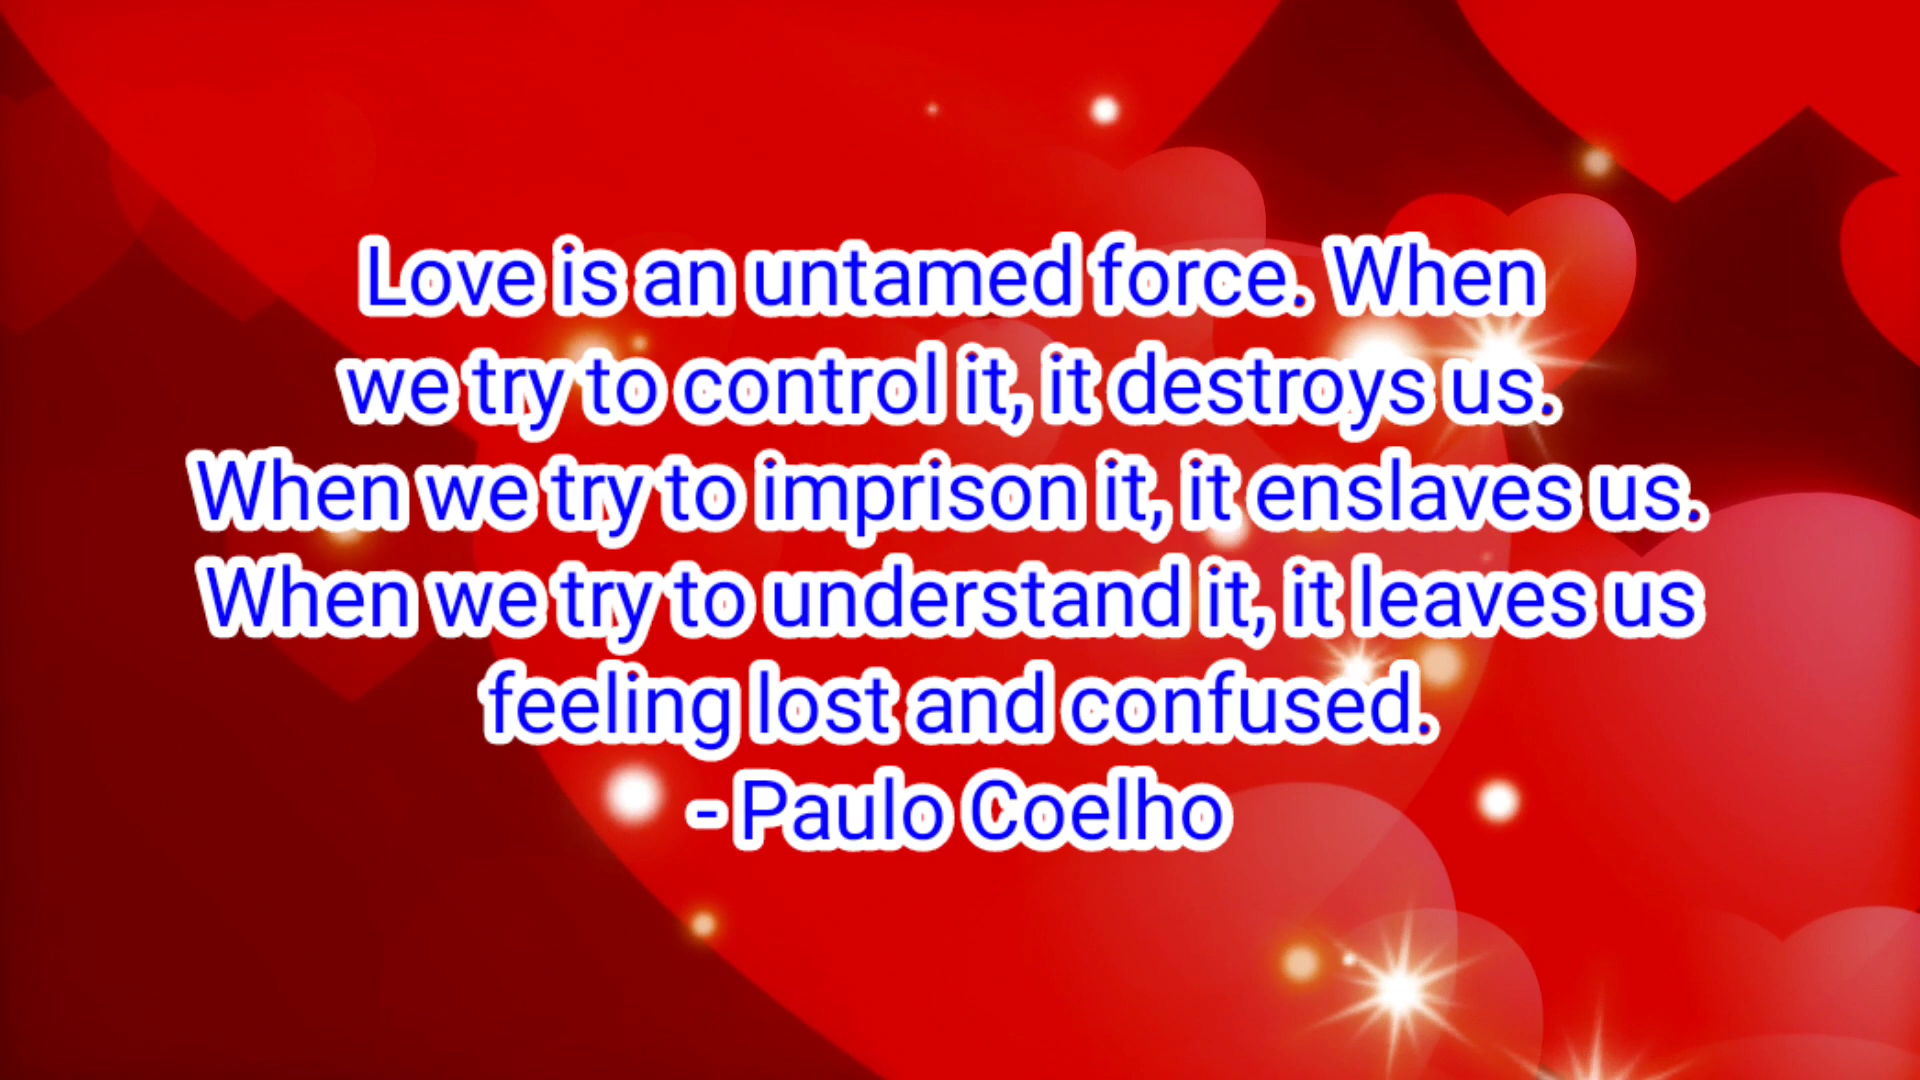 Love is an untamed force. When
we try to control it, it destroys us.
When we try to imprison it, it enslaves us.
When we try to understand it, it leaves us
feeling lost and confused.
- Paulo Coelho